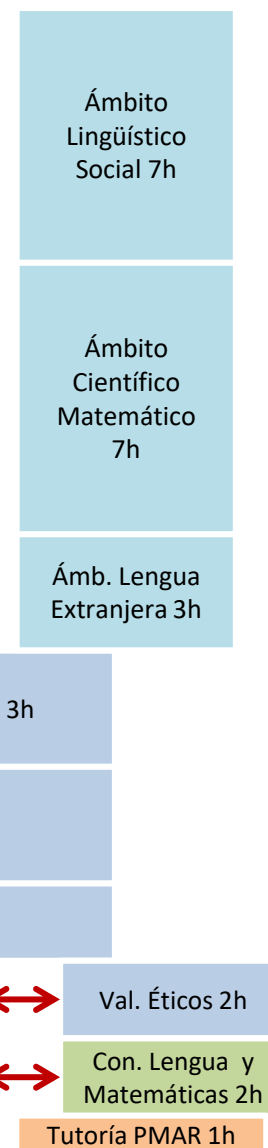 Ámbito
Lingüístico
Social 7h
Ámbito
Científico
Matemático
7h
Ámb. Lengua
Extranjera 3h
3h
Val. Éticos 2h
Con. Lengua y
Matemáticas 2h
Tutoría PMAR 1h